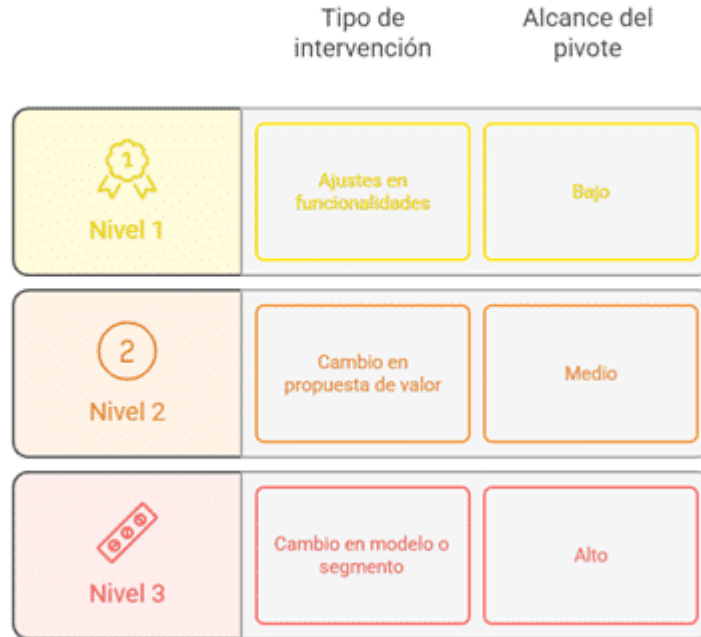 Tipo de
intervención
Alcance del
pivote
1
Nivel 1
Ajustes en
funcionalidades
Bajo
2
Nivel 2
Cambio en
propuesta de valor
Medio
Nivel 3
Cambio en modelo o
segmento
Alto